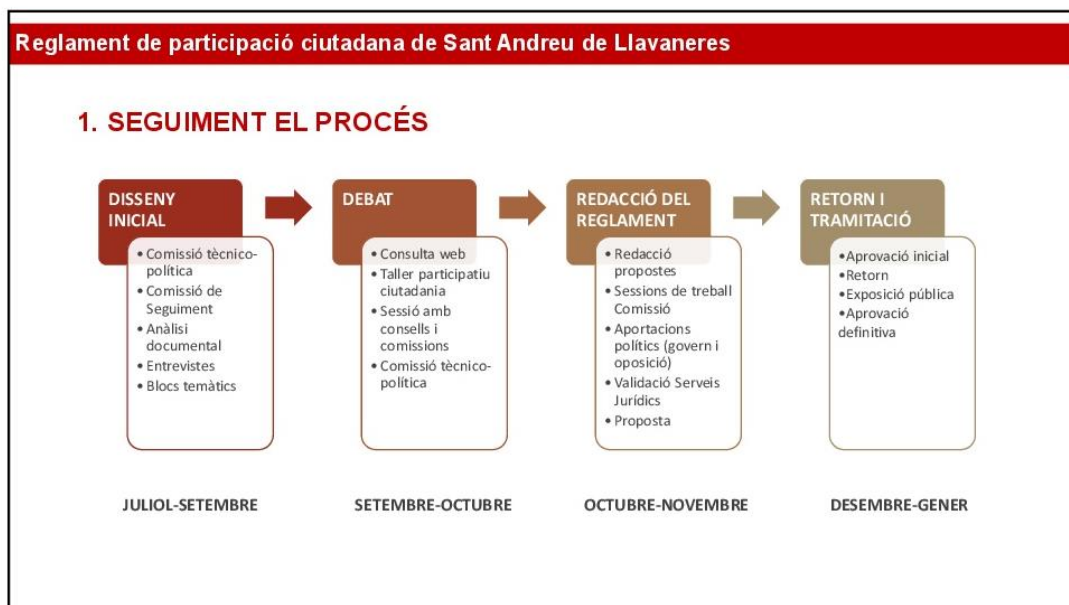 Reglament de participació ciutadana de Sant Andreu de Llavaneres
1. SEGUIMENT EL PROCÉS
DISSENY
INICIAL
• Comissió tècnico-
política
• Comissió de
Seguiment
• Anàlisi
documental
• Entrevistes
• Blocs temàtics
JULIOL-SETEMBRE
DEBAT
• Consulta web
• Taller participatiu
ciutadania
• Sessió amb
consells i
comissions
• Comissió tècnico-
política
SETEMBRE-OCTUBRE
REDACCIÓ DEL
REGLAMENT
• Redacció
propostes
• Sessions de treball
Comissió
• Aportacions
polítics (govern i
oposició)
• Validació Serveis
Jurídics
• Proposta
OCTUBRE-NOVEMBRE
RETORN I
TRAMITACIÓ
•Aprovació inicial
•Retorn
•Exposició pública
•Aprovació
definitiva
DESEMBRE-GENER